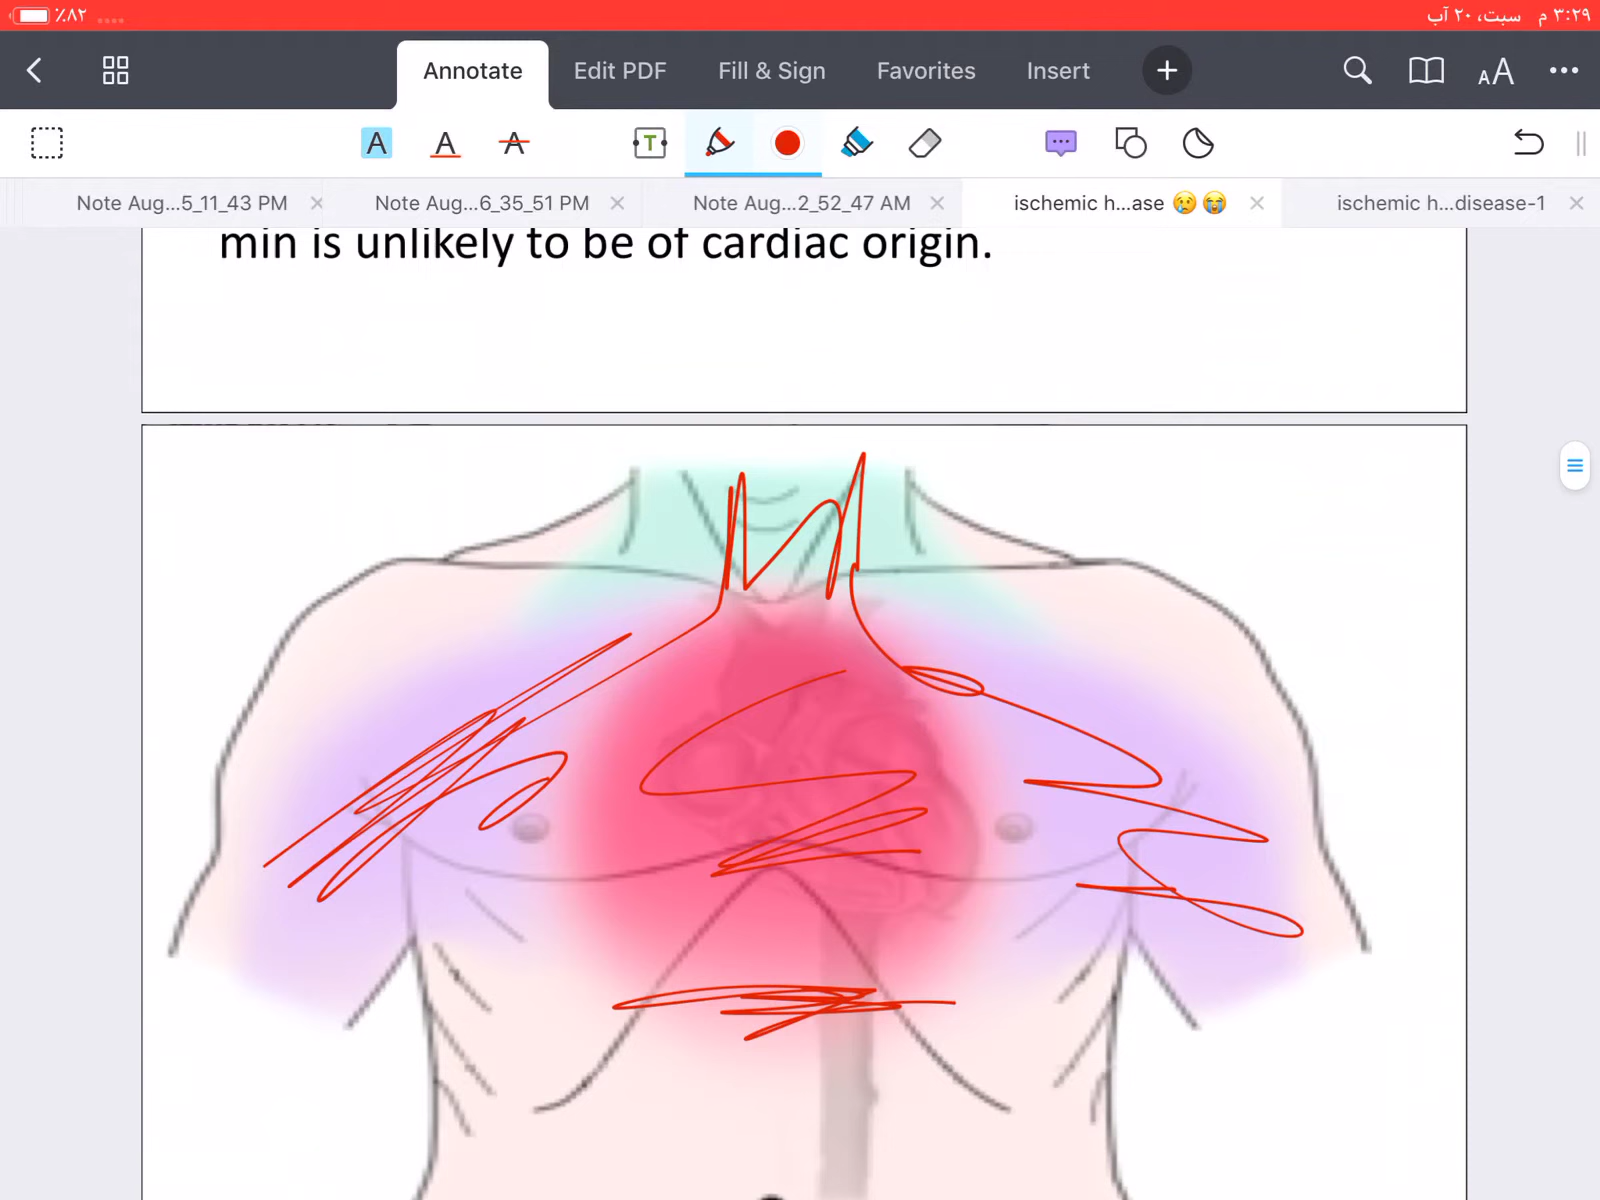 ٪٨٢ سبت، ٢٠ آب ٣:٢٩ م
Annotate Edit PDF Fill & Sign Favorites Insert
Note Aug...5_11_43 PM Note Aug...6_35_51 PM Note Aug...2_52_47 AM ischemic h...ase 😢 😭 ischemic h...disease-1
min is unlikely to be of cardiac origin.